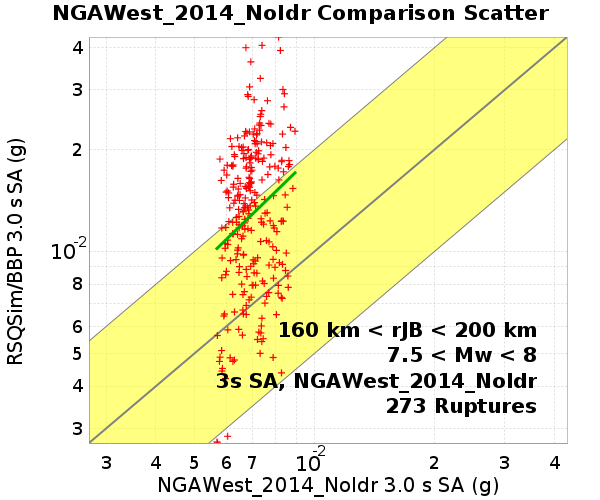 NGAWest_2014_NoIdr Comparison Scatter
RSQSim/BBP 3.0 s SA (g)
4
3
2
10-2
8
6
5
4
3
160 km < rJB < 200 km
7.5 < Mw < 8
3s SA, NGAWest_2014_NoIdr
273 Ruptures
3 4 5 6 7 10-2 2 3 4
NGAWest_2014_NoIdr 3.0 s SA (g)